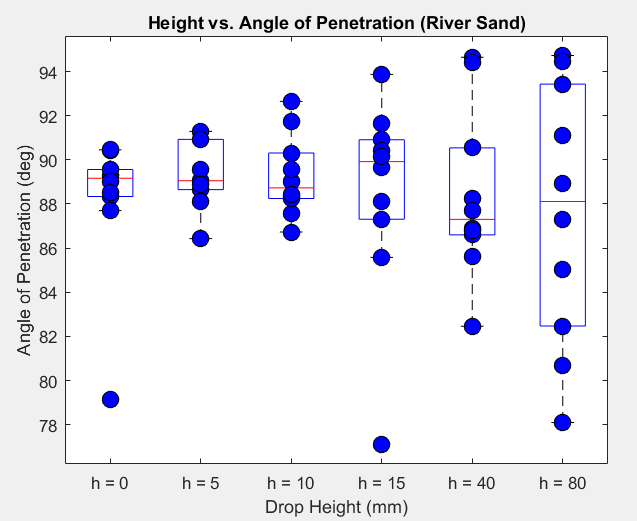 Height vs. Angle of Penetration (River Sand)
Angle of Penetration (deg)
94
92
90
88
86
84
82
80
78
h = 0 h = 5 h = 10 h = 15 h = 40 h = 80
Drop Height (mm)